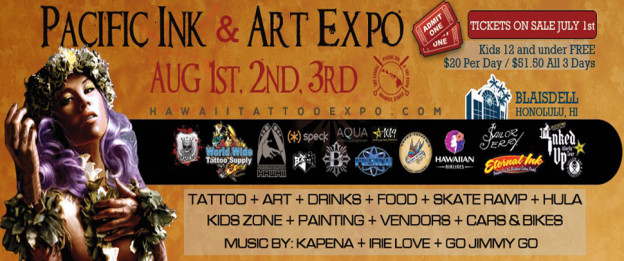 PACIFIC INK & ART EXPO
ADMIT ONE
ONE
TICKETS ON SALE JULY 1st
Kids 12 and under FREE
$20 Per Day / $51.50 All 3 Days
AUG 1ST, 2ND, 3RD
HAWAIITATTOOEXPO.COM
BLAISDELL
HONOLULU, HI
World Wide
Tattoo Supply
speck
AQUA
HAWAIIAN
AIRLINES
SAILOR
JERRY
Eternal Ink
Inked
Up
TATTOO + ART + DRINKS + FOOD + SKATE RAMP + HULA
KIDS ZONE + PAINTING + VENDORS + CARS & BIKES
MUSIC BY: KAPENA + IRIE LOVE + GO JIMMY GO